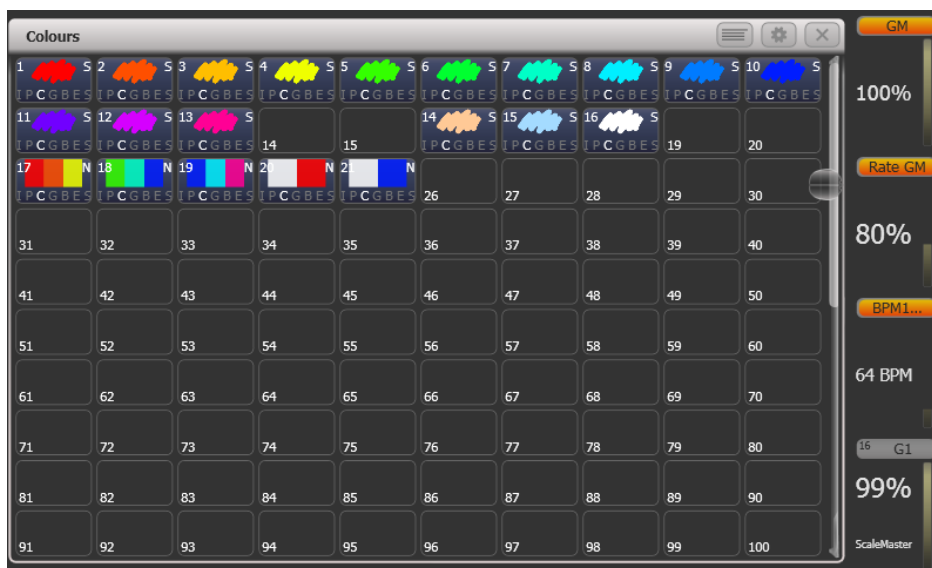 Colours
GM
1 S 2 S 3 S 4 S 5 S 6 S 7 S 8 S 9 S 10 S
IPCGBES IPCGBES IPCGBES IPCGBES IPCGBES IPCGBES IPCGBES IPCGBES IPCGBES IPCGBES
100%
11 S 12 S 13 S 14 S 15 S 16 S
IPCGBES IPCGBES IPCGBES 14 15 IPCGBES IPCGBES IPCGBES 19 20
17 N 18 N 19 N 20 N 21 N
Rate GM
IPCGBES IPCGBES IPCGBES IPCGBES IPCGBES 26 27 28 29 30
80%
31 32 33 34 35 36 37 38 39 40
41 42 43 44 45 46 47 48 49 50
BPM1...
51 52 53 54 55 56 57 58 59 60
64 BPM
61 62 63 64 65 66 67 68 69 70
71 72 73 74 75 76 77 78 79 80
16 G1
99%
81 82 83 84 85 86 87 88 89 90
91 92 93 94 95 96 97 98 99 100
ScaleMaster